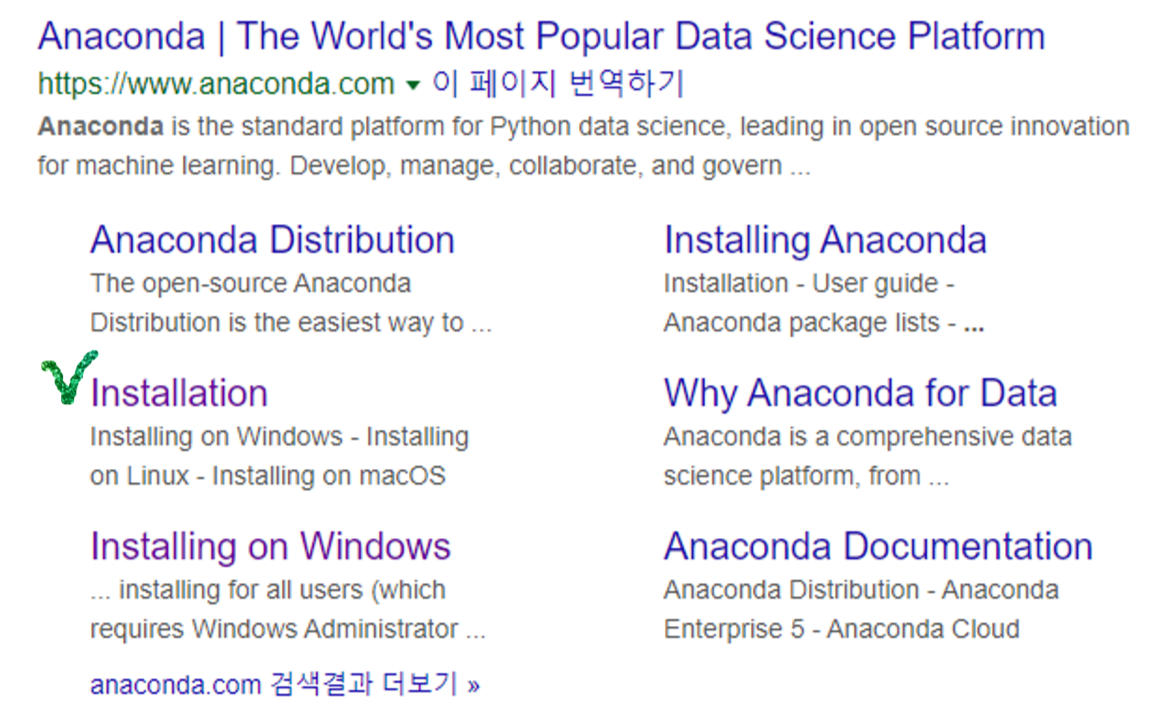 Anaconda | The World's Most Popular Data Science Platform
https://www.anaconda.com ▾ 이 페이지 번역하기
Anaconda is the standard platform for Python data science, leading in open source innovation
for machine learning. Develop, manage, collaborate, and govern ...
Anaconda Distribution
The open-source Anaconda
Distribution is the easiest way to ...
Installing Anaconda
Installation - User guide -
Anaconda package lists - ...
Installation
Installing on Windows - Installing
on Linux - Installing on macOS
Why Anaconda for Data
Anaconda is a comprehensive data
science platform, from ...
Installing on Windows
... installing for all users (which
requires Windows Administrator ...
Anaconda Documentation
Anaconda Distribution - Anaconda
Enterprise 5 - Anaconda Cloud
anaconda.com 검색결과 더보기 »